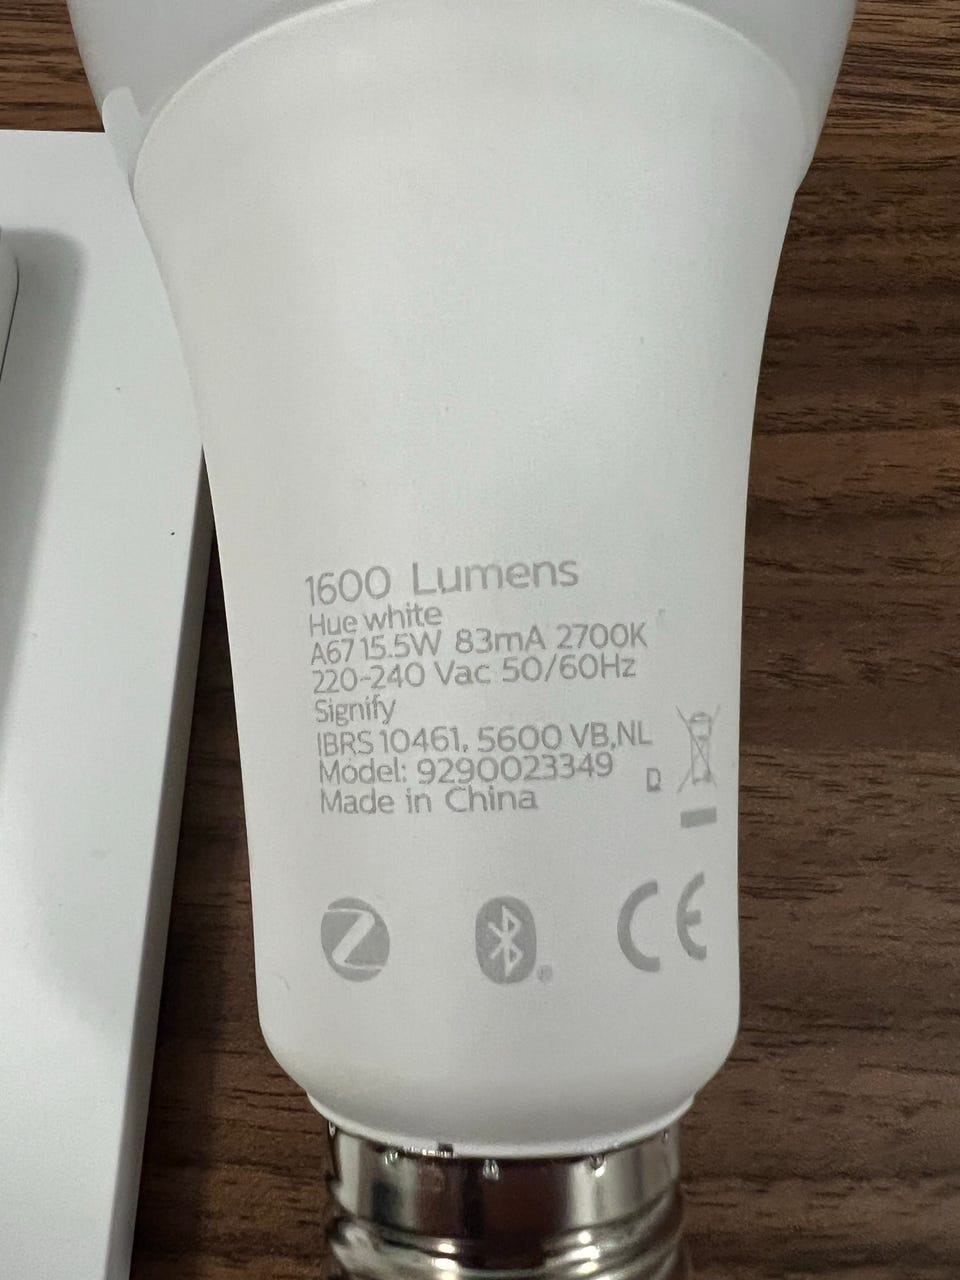 1600 Lumens
Hue white
A67 15.5W 83mA 2700K
220-240 Vac 50/60Hz
Signify
IBRS 10461, 5600 VB,NL
Model: 9290023349
Made in China
D
Z
CE